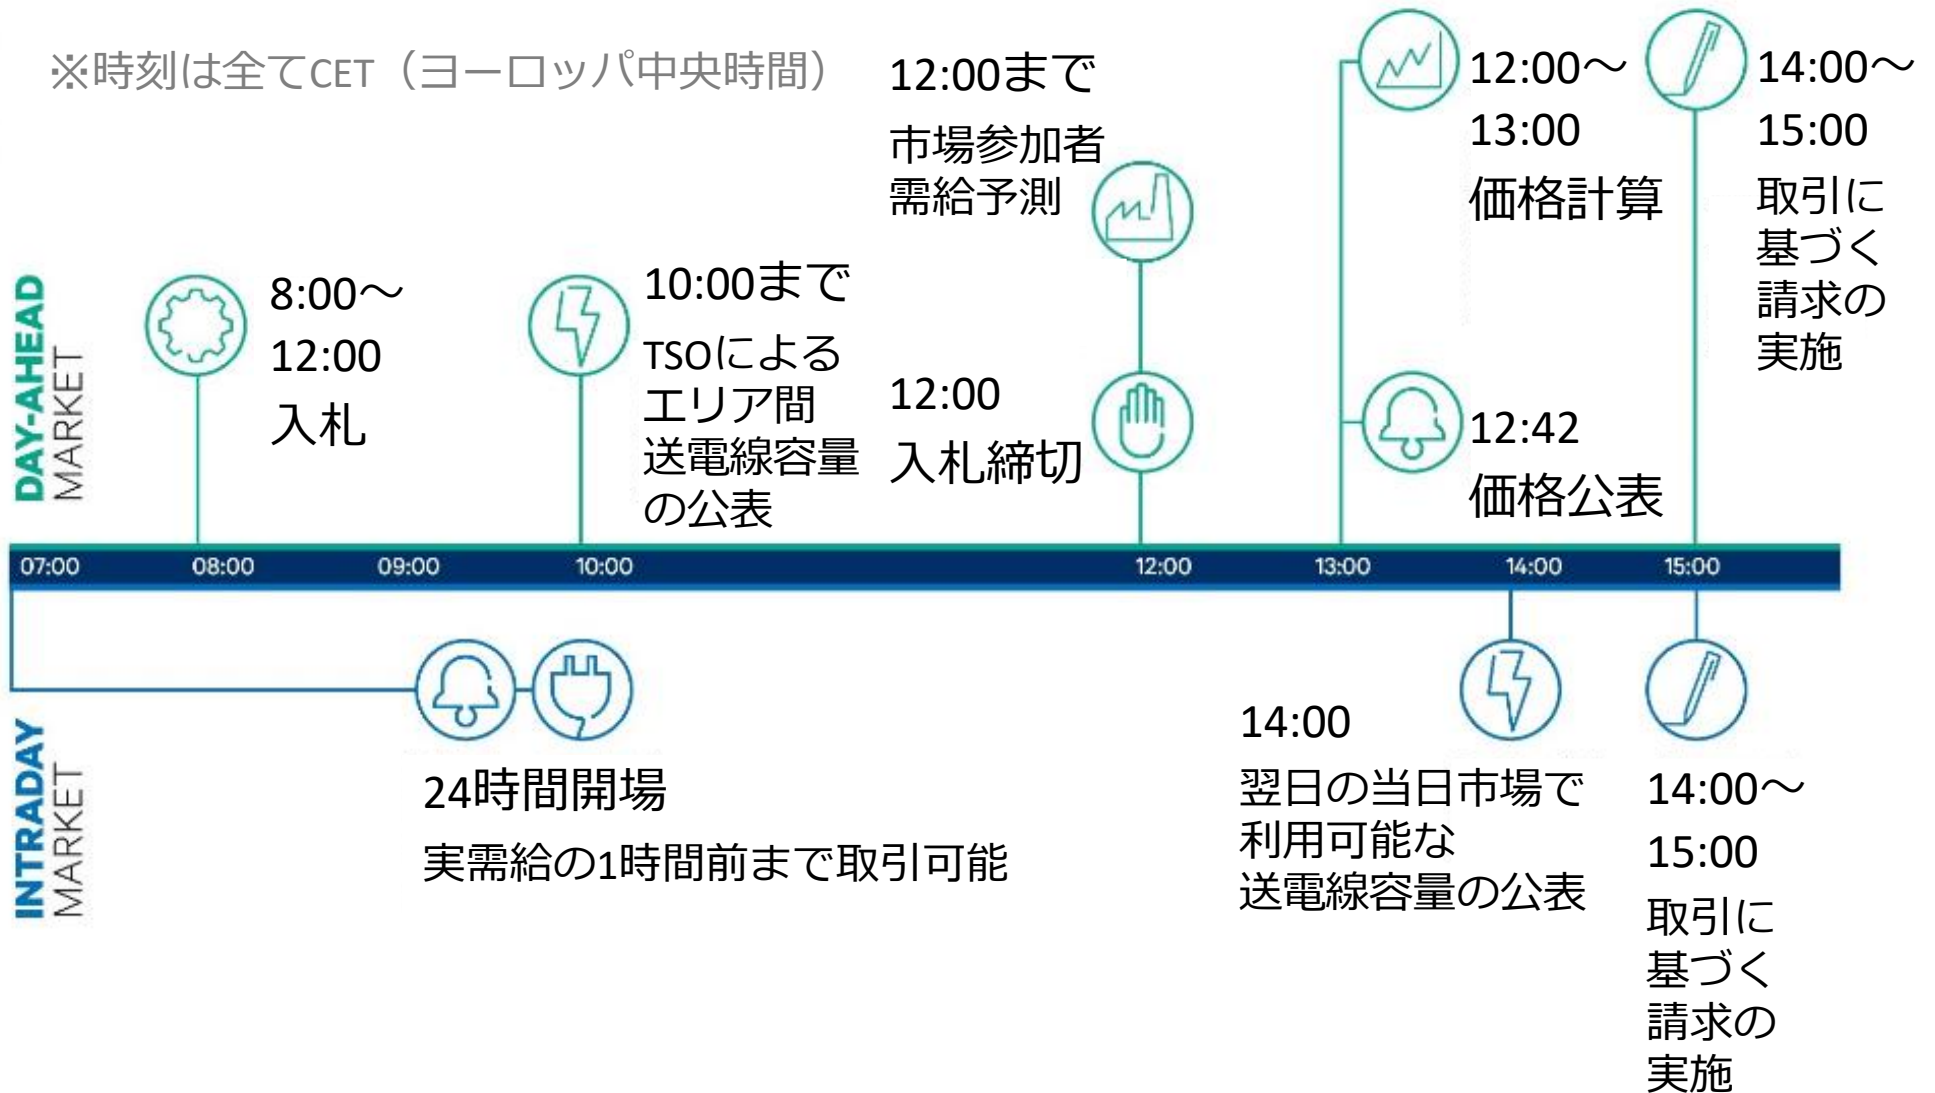 ※時刻は全てCET（ヨーロッパ中央時間）
DAY-AHEAD
MARKET
8:00～
12:00
入札
10:00まで
TSOによる
エリア間
送電線容量
の公表
12:00まで
市場参加者
需給予測
12:00
入札締切
12:00～
13:00
価格計算
12:42
価格公表
14:00～
15:00
取引に
基づく
請求の
実施
07:00 08:00 09:00 10:00 12:00 13:00 14:00 15:00
INTRADAY
MARKET
24時間開場
実需給の1時間前まで取引可能
14:00
翌日の当日市場で
利用可能な
送電線容量の公表
14:00～
15:00
取引に
基づく
請求の
実施